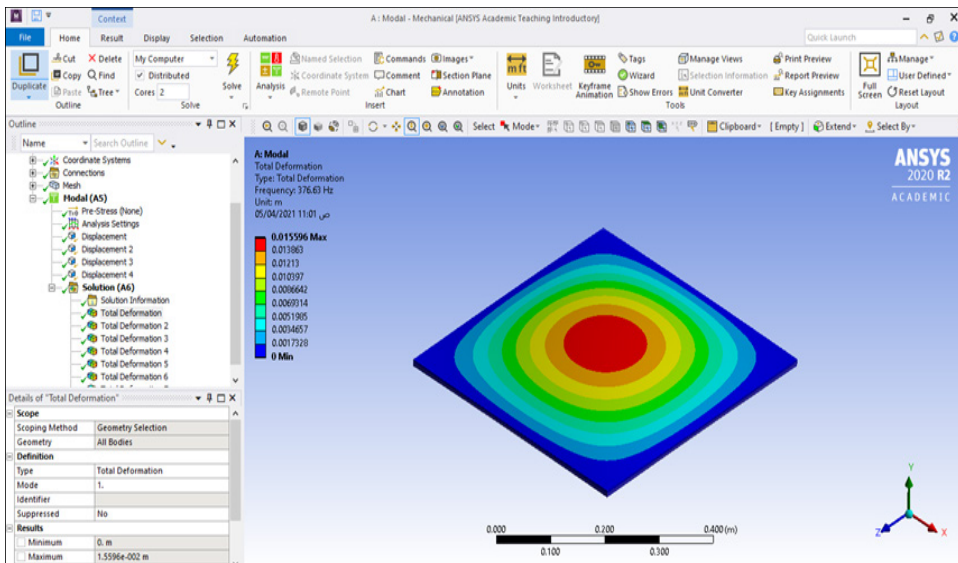 A : Modal - Mechanical [ANSYS Academic Teaching Introductory]
Context
File Home Result Display Selection Automation
Quick Launch
Duplicate
Cut
Copy
Paste
Delete
Find
Tree
Outline
My Computer
Distributed
Cores 2
Solve
Solve
Analysis
Named Selection
Coordinate System
Remote Point
Commands
Comment
Chart
Images
Section Plane
Annotation
Insert
Units
Worksheet
Keyframe
Animation
Tags
Wizard
Show Errors
Manage Views
Selection Information
Unit Converter
Print Preview
Report Preview
Key Assignments
Tools
Full
Screen
Manage
User Defined
Reset Layout
Layout
Outline
Name
Search Outline
Select Mode
Clipboard [ Empty ] Extend Select By
Coordinate Systems
Connections
Mesh
Modal (A5)
Pre-Stress (None)
Analysis Settings
Displacement
Displacement 2
Displacement 3
Displacement 4
Solution (A6)
Solution Information
Total Deformation
Total Deformation 2
Total Deformation 3
Total Deformation 4
Total Deformation 5
Total Deformation 6
Details of "Total Deformation"
Scope
Scoping Method Geometry Selection
Geometry All Bodies
Definition
Type Total Deformation
Mode 1.
Identifier
Suppressed No
Results
Minimum 0. m
Maximum 1.5596e-002 m
A: Modal
Total Deformation
Type: Total Deformation
Frequency: 376.63 Hz
Unit: m
05/04/2021 11:01 ص
0.015596 Max
0.013863
0.01213
0.010397
0.0086642
0.0069314
0.0051985
0.0034657
0.0017328
0 Min
ANSYS
2020 R2
ACADEMIC
0.000 0.200 0.400 (m)
0.100 0.300
Y
Z X